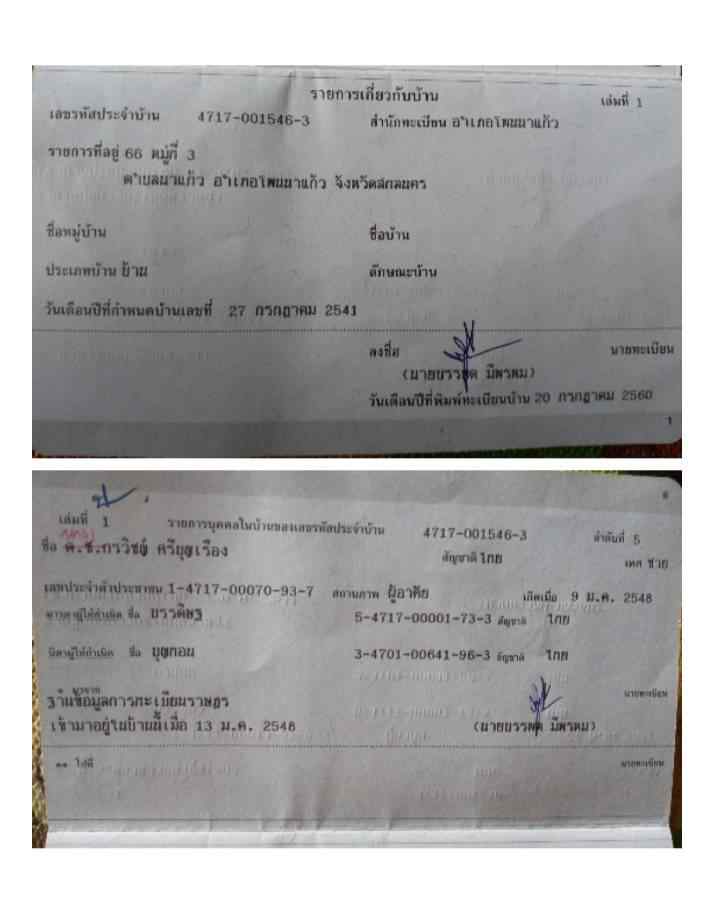 รายการเกี่ยวกับบ้าน
เล่มที่ 1
เลขรหัสประจำบ้าน 4717-001546-3 สำนักทะเบียน อำเภอโพนนาแก้ว
รายการที่อยู่ 66 หมู่ที่ 3
ตำบลนาแก้ว อำเภอโพนนาแก้ว จังหวัดสกลนคร
ชื่อหมู่บ้าน ชื่อบ้าน
ประเภทบ้าน บ้าน ลักษณะบ้าน
วันเดือนปีที่กำหนดบ้านเลขที่ 27 กรกฎาคม 2541
ลงชื่อ นายทะเบียน
มีพรหม)
วันเดือนปีที่พิมพ์ทะเบียนบ้าน 20 กรกฎาคม 2560
1
6
เล่มที่ 1 รายการบุคคลในบ้านของเลขรหัสประจำบ้าน 4717-001546-3 ลำดับที่ 5
ชื่อ ด.ช.กรวิชญ์ ศรีบุญเรือง สัญชาติ ไทย เพศ ชาย
เลขประจำตัวประชาชน 1-4717-00070-93-7 สถานภาพ ผู้อาศัย เกิดเมื่อ 9 ม.ค. 2548
มารดาผู้ให้กำเนิด ชื่อ 5-4717-00001-73-3 สัญชาติ ไทย
บิดาผู้ให้กำเนิด ชื่อ บุญกอน 3-4701-00641-96-3 สัญชาติ ไทย
มาจาก
ฐานข้อมูลการทะเบียนราษฎร นายทะเบียน
เข้ามาอยู่ในบ้านนี้เมื่อ 13 ม.ค. 2548 มีพรหม)
** ไปที่ นายทะเบียน